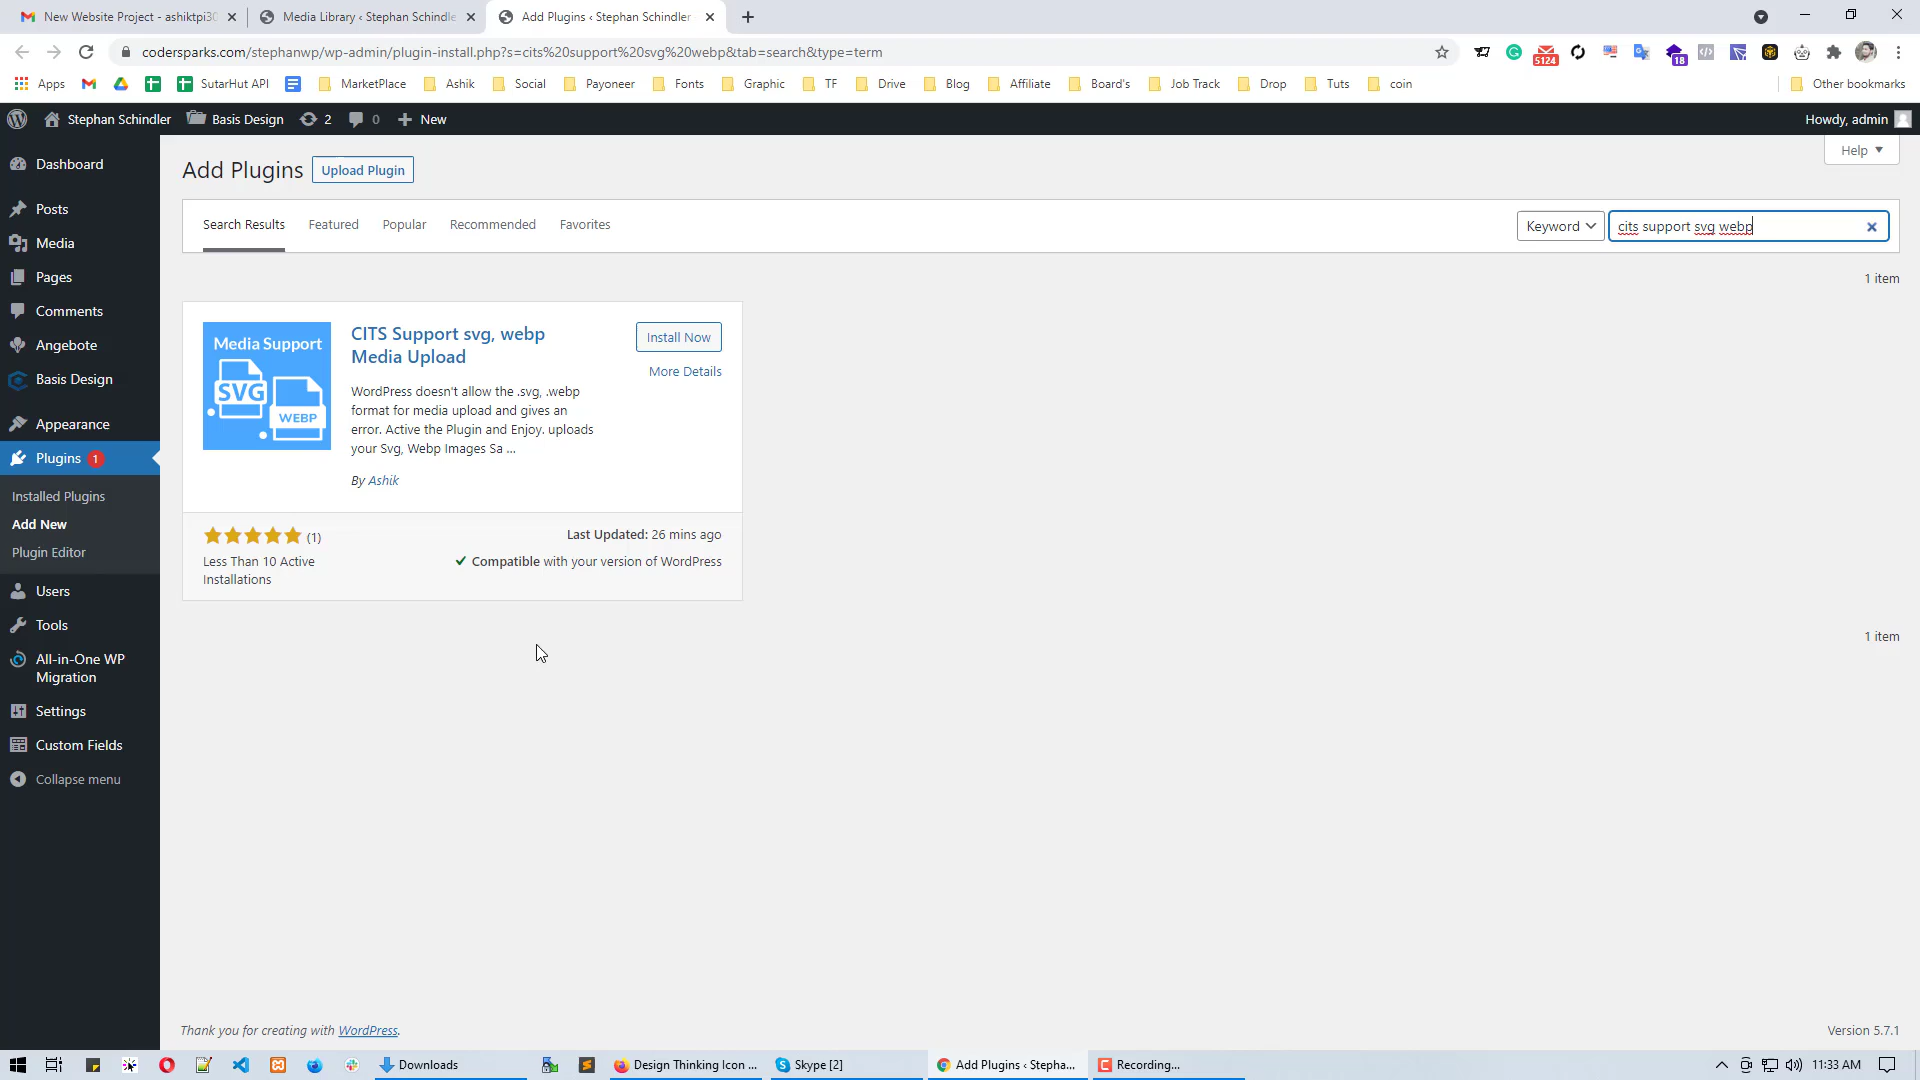 New Website Project - ashiktpi30
Media Library ‹ Stephan Schindle
Add Plugins ‹ Stephan Schindler
codersparks.com/stephanwp/wp-admin/plugin-install.php?s=cits%20support%20svg%20webp&tab=search&type=term
5124
18
Apps
SutarHut API
MarketPlace
Ashik
Social
Payoneer
Fonts
Graphic
TF
Drive
Blog
Affiliate
Board's
Job Track
Drop
Tuts
coin
Other bookmarks
Stephan Schindler
Basis Design
2
0
New
Howdy, admin
Dashboard
Posts
Media
Pages
Comments
Angebote
Basis Design
Appearance
Plugins 1
Installed Plugins
Add New
Plugin Editor
Users
Tools
All-in-One WP
Migration
Settings
Custom Fields
Collapse menu
Help
Add Plugins
Upload Plugin
Search Results
Featured
Popular
Recommended
Favorites
Keyword
cits support svg webp
1 item
Media Support
SVG
WEBP
CITS Support svg, webp
Media Upload
Install Now
More Details
WordPress doesn't allow the .svg, .webp
format for media upload and gives an
error. Active the Plugin and Enjoy. uploads
your Svg, Webp Images Sa ...
By Ashik
(1)
Less Than 10 Active
Installations
Last Updated: 26 mins ago
Compatible with your version of WordPress
1 item
Thank you for creating with WordPress.
Version 5.7.1
Downloads
Design Thinking Icon ...
Skype [2]
Add Plugins ‹ Stepha...
Recording...
11:33 AM